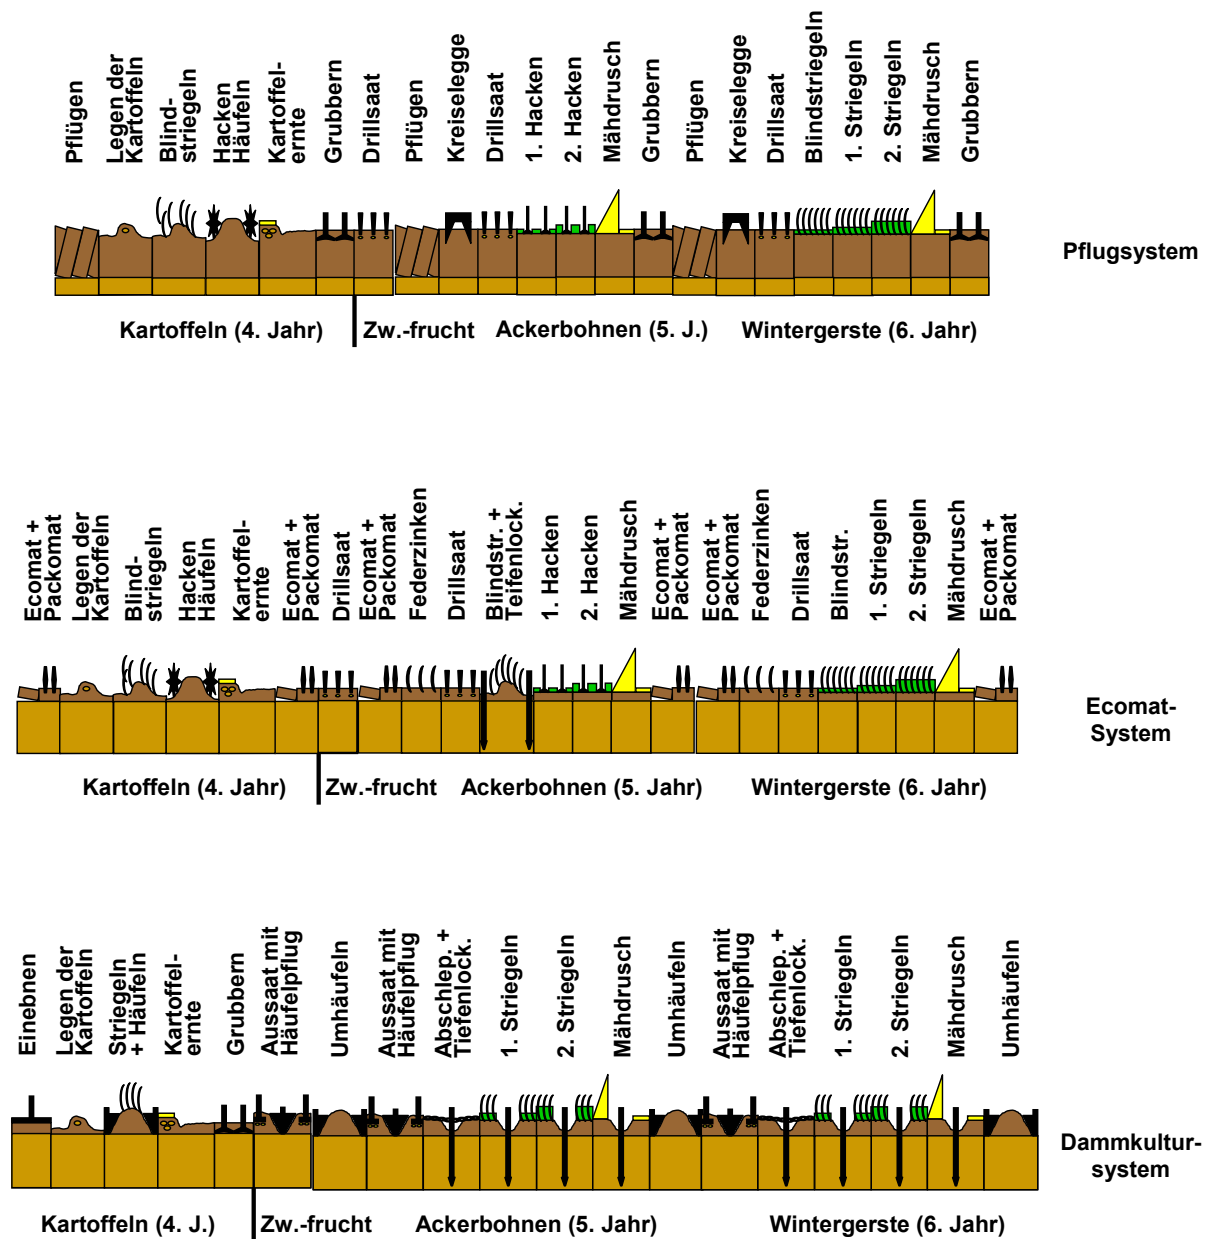 Pflügen
Legen der
Kartoffeln
Blind-
striegeln
Hacken
Häufeln
Kartoffel-
ernte
Grubbern
Drillsaat
Pflügen
Kreiselegge
Drillsaat
1. Hacken
2. Hacken
Mähdrusch
Grubbern
Pflügen
Kreiselegge
Drillsaat
Blindstriegeln
1. Striegeln
2. Striegeln
Mähdrusch
Grubbern
Pflugsystem
Kartoffeln (4. Jahr)
Zw.-frucht
Ackerbohnen (5. J.)
Wintergerste (6. Jahr)
Ecomat +
Packomat
Legen der
Kartoffeln
Blind-
striegeln
Hacken
Häufeln
Kartoffel-
ernte
Ecomat +
Packomat
Drillsaat
Ecomat +
Packomat
Federzinken
Drillsaat
Blindstr. +
Teifenlock.
1. Hacken
2. Hacken
Mähdrusch
Ecomat +
Packomat
Ecomat +
Packomat
Federzinken
Drillsaat
Blindstr.
1. Striegeln
2. Striegeln
Mähdrusch
Ecomat +
Packomat
Ecomat-
System
Kartoffeln (4. Jahr)
Zw.-frucht
Ackerbohnen (5. Jahr)
Wintergerste (6. Jahr)
Einebnen
Legen der
Kartoffeln
Striegeln
+ Häufeln
Kartoffel-
ernte
Grubbern
Aussaat mit
Häufelpflug
Umhäufeln
Aussaat mit
Häufelpflug
Abschlep. +
Tiefenlock.
1. Striegeln
2. Striegeln
Mähdrusch
Umhäufeln
Aussaat mit
Häufelpflug
Abschlep. +
Tiefenlock.
1. Striegeln
2. Striegeln
Mähdrusch
Umhäufeln
Dammkultur-
system
Kartoffeln (4. J.)
Zw.-frucht
Ackerbohnen (5. Jahr)
Wintergerste (6. Jahr)